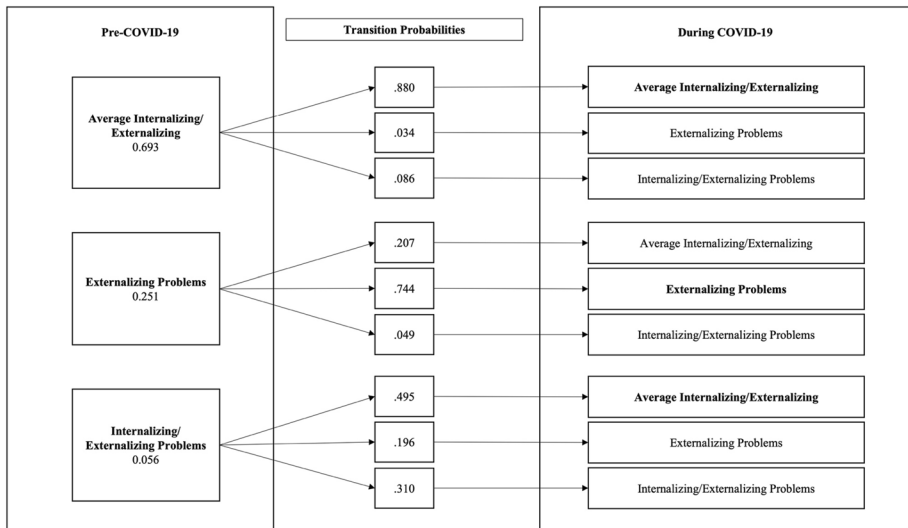 Pre-COVID-19
Transition Probabilities
During COVID-19
Average Internalizing/
Externalizing
0.693
.880
Average Internalizing/Externalizing
.034
Externalizing Problems
.086
Internalizing/Externalizing Problems
Externalizing Problems
0.251
.207
Average Internalizing/Externalizing
.744
Externalizing Problems
.049
Internalizing/Externalizing Problems
Internalizing/
Externalizing Problems
0.056
.495
Average Internalizing/Externalizing
.196
Externalizing Problems
.310
Internalizing/Externalizing Problems